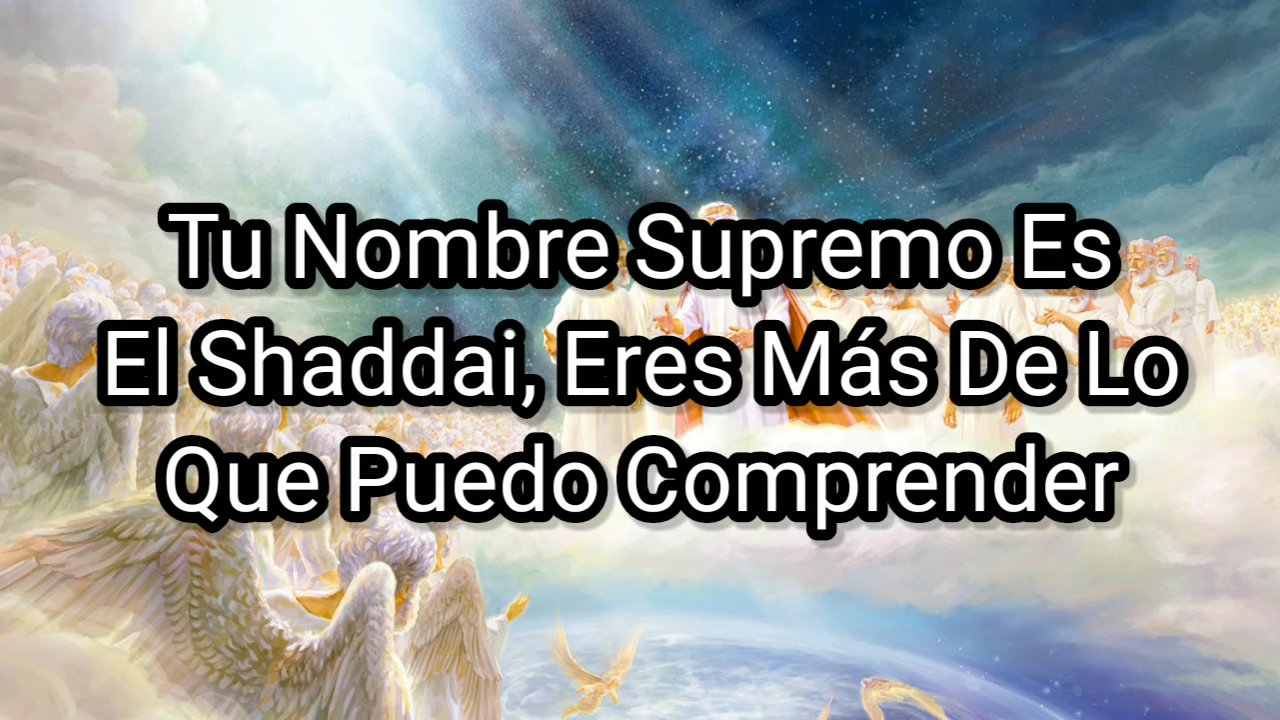 Tu Nombre Supremo Es
El Shaddai, Eres Más De Lo
Que Puedo Comprender